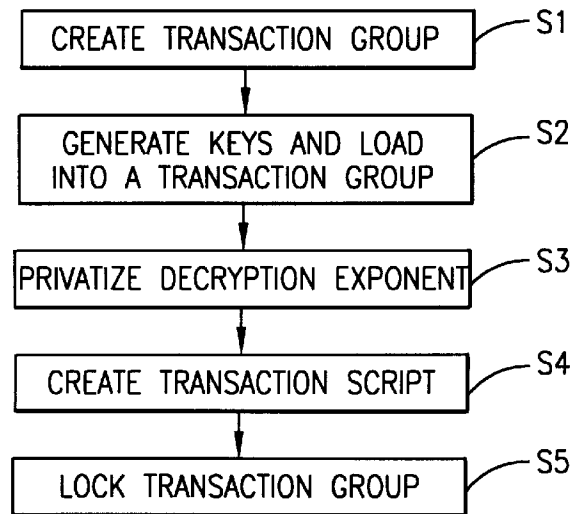 CREATE TRANSACTION GROUP
S1
GENERATE KEYS AND LOAD
INTO A TRANSACTION GROUP
S2
PRIVATIZE DECRYPTION EXPONENT
S3
CREATE TRANSACTION SCRIPT
S4
LOCK TRANSACTION GROUP
S5